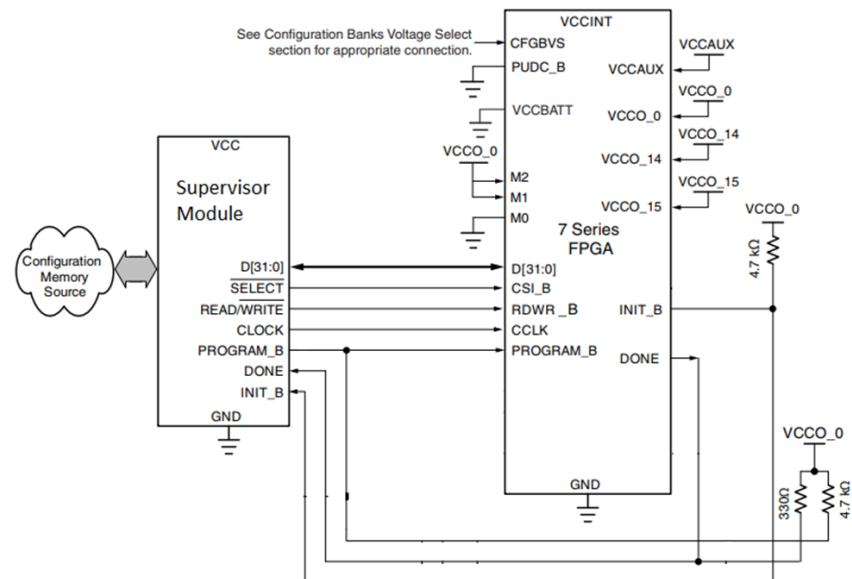 See Configuration Banks Voltage Select
section for appropriate connection.
VCCINT
CFGBVS
PUDC_B
VCCBATT
VCCO_0
M2
M1
M0
VCCAUX
VCCAUX
VCCO_0
VCCO_0
VCCO_14
VCCO_14
VCCO_15
VCCO_15
7 Series
FPGA
VCCO_0
4.7 kΩ
VCC
Supervisor
Module
Configuration
Memory
Source
D[31:0]
SELECT
READ/WRITE
CLOCK
PROGRAM_B
DONE
INIT_B
GND
D[31:0]
CSI_B
RDWR _B
CCLK
PROGRAM_B
INIT_B
DONE
GND
VCCO_0
330Ω
4.7 kΩ